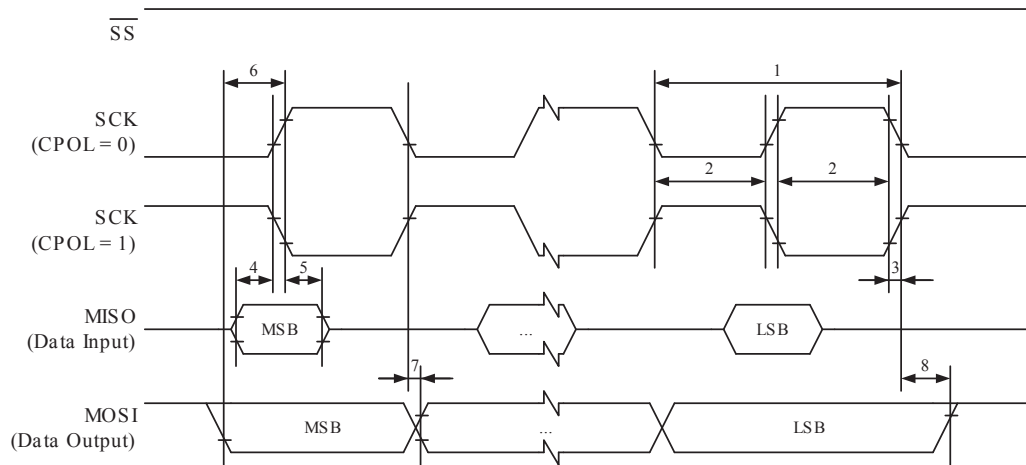 SS
6
1
SCK
(CPOL = 0)
2
2
SCK
(CPOL = 1)
4
5
3
MISO
(Data Input)
MSB
...
LSB
7
8
MOSI
(Data Output)
MSB
...
LSB